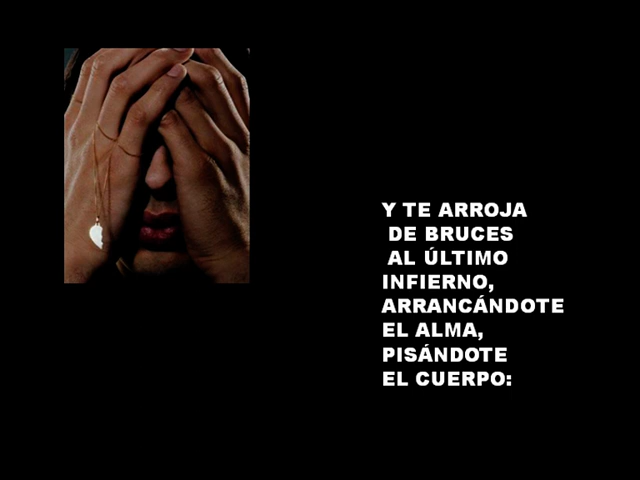 Y TE ARROJA
DE BRUCES
AL ÚLTIMO
INFIERNO,
ARRANCÁNDOTE
EL ALMA,
PISÁNDOTE
EL CUERPO: